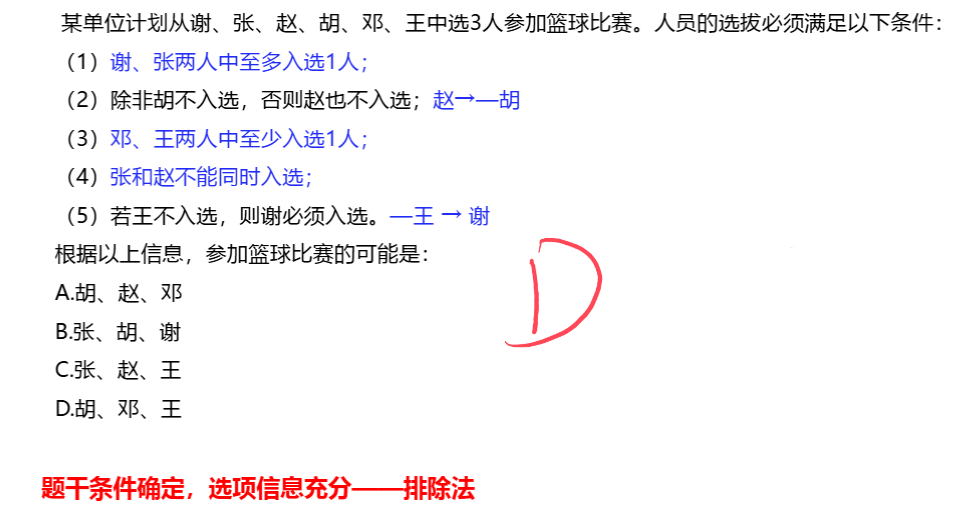 某单位计划从谢、张、赵、胡、邓、王中选3人参加篮球比赛。人员的选拔必须满足以下条件：
（1）谢、张两人中至多入选1人；
（2）除非胡不入选，否则赵也不入选；赵→—胡
（3）邓、王两人中至少入选1人；
（4）张和赵不能同时入选；
（5）若王不入选，则谢必须入选。—王 → 谢
根据以上信息，参加篮球比赛的可能是：
A.胡、赵、邓
B.张、胡、谢
C.张、赵、王
D.胡、邓、王
D
题干条件确定，选项信息充分——排除法